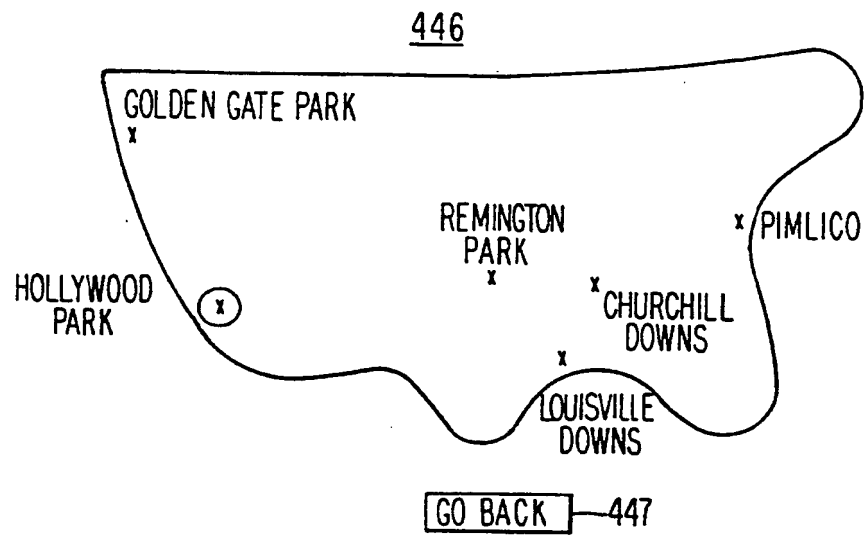 446
GOLDEN GATE PARK
x
REMINGTON
PARK
x
x PIMLICO
HOLLYWOOD
PARK
x
x
CHURCHILL
DOWNS
x
LOUISVILLE
DOWNS
GO BACK 447